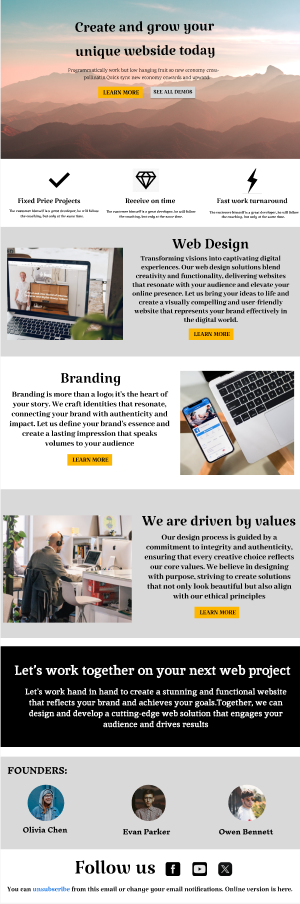 Create and grow your
unique webside today
Programmatically work but low hanging fruit so new economy cross-
pollination Quick sync new economy onwards and upward.
LEARN MORE
SEE ALL DEMOS
Fixed Price Projects
The customer himself is a great developer, he will follow
the coaching, but only at the same time.
Receive on time
The customer himself is a great developer, he will follow
the coaching, but only at the same time.
Fast work turnaround
The customer himself is a great developer, he will follow
the coaching, but only at the same time.
Web Design
Transforming visions into captivating digital
experiences. Our web design solutions blend
creativity and functionality, delivering websites
that resonate with your audience and elevate your
online presence. Let us bring your ideas to life and
create a visually compelling and user-friendly
website that represents your brand effectively in
the digital world.
LEARN MORE
Branding
Branding is more than a logo; it's the heart of
your story. We craft identities that resonate,
connecting your brand with authenticity and
impact. Let us define your brand's essence and
create a lasting impression that speaks
volumes to your audience
LEARN MORE
We are driven by values
Our design process is guided by a
commitment to integrity and authenticity,
ensuring that every creative choice reflects
our core values. We believe in designing
with purpose, striving to create solutions
that not only look beautiful but also align
with our ethical principles
LEARN MORE
Let's work together on your next web project
Let's work hand in hand to create a stunning and functional website
that reflects your brand and achieves your goals.Together, we can
design and develop a cutting-edge web solution that engages your
audience and drives results
FOUNDERS:
Olivia Chen
Evan Parker
Owen Bennett
Follow us
You can unsubscribe from this email or change your email notifications. Online version is here.